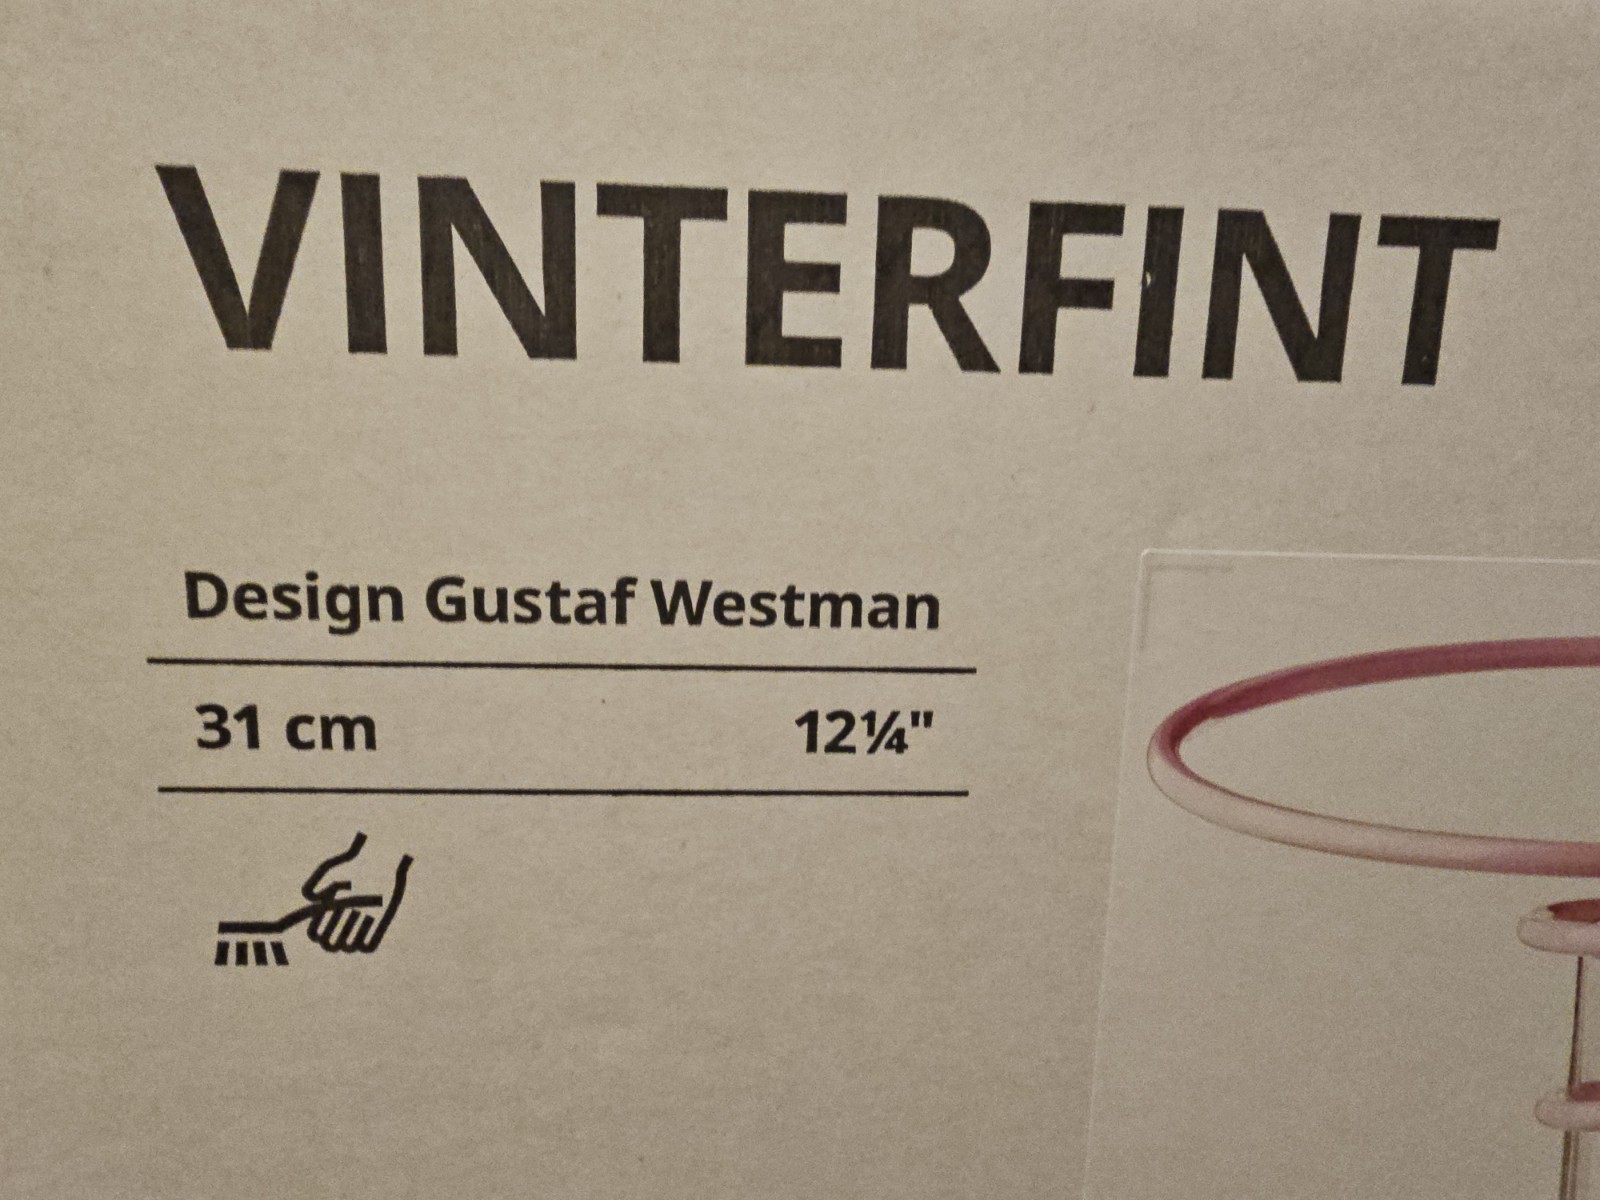 VINTERFINT
Design Gustaf Westman
31 cm 12¼"